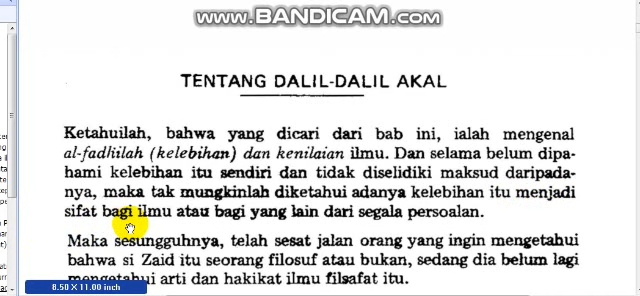 www.BANDICAM.com
TENTANG DALIL-DALIL AKAL
Ketahuilah, bahwa yang dicari dari bab ini, ialah mengenal
al-fadhiilah (kelebihan) dan kenilaian ilmu. Dan selama belum dipa-
hami kelebihan itu sendiri dan tidak diselidiki maksud daripada-
nya, maka tak mungkinlah diketahui adanya kelebihan itu menjadi
sifat bagi ilmu atau bagi yang lain dari segala persoalan.
Maka sesungguhnya, telah sesat jalan orang yang ingin mengetahui
bahwa si Zaid itu seorang filosuf atau bukan, sedang dia belum lagi
mengetahui arti dan hakikat ilmu filsafat itu.
8.50 X 11.00 inch